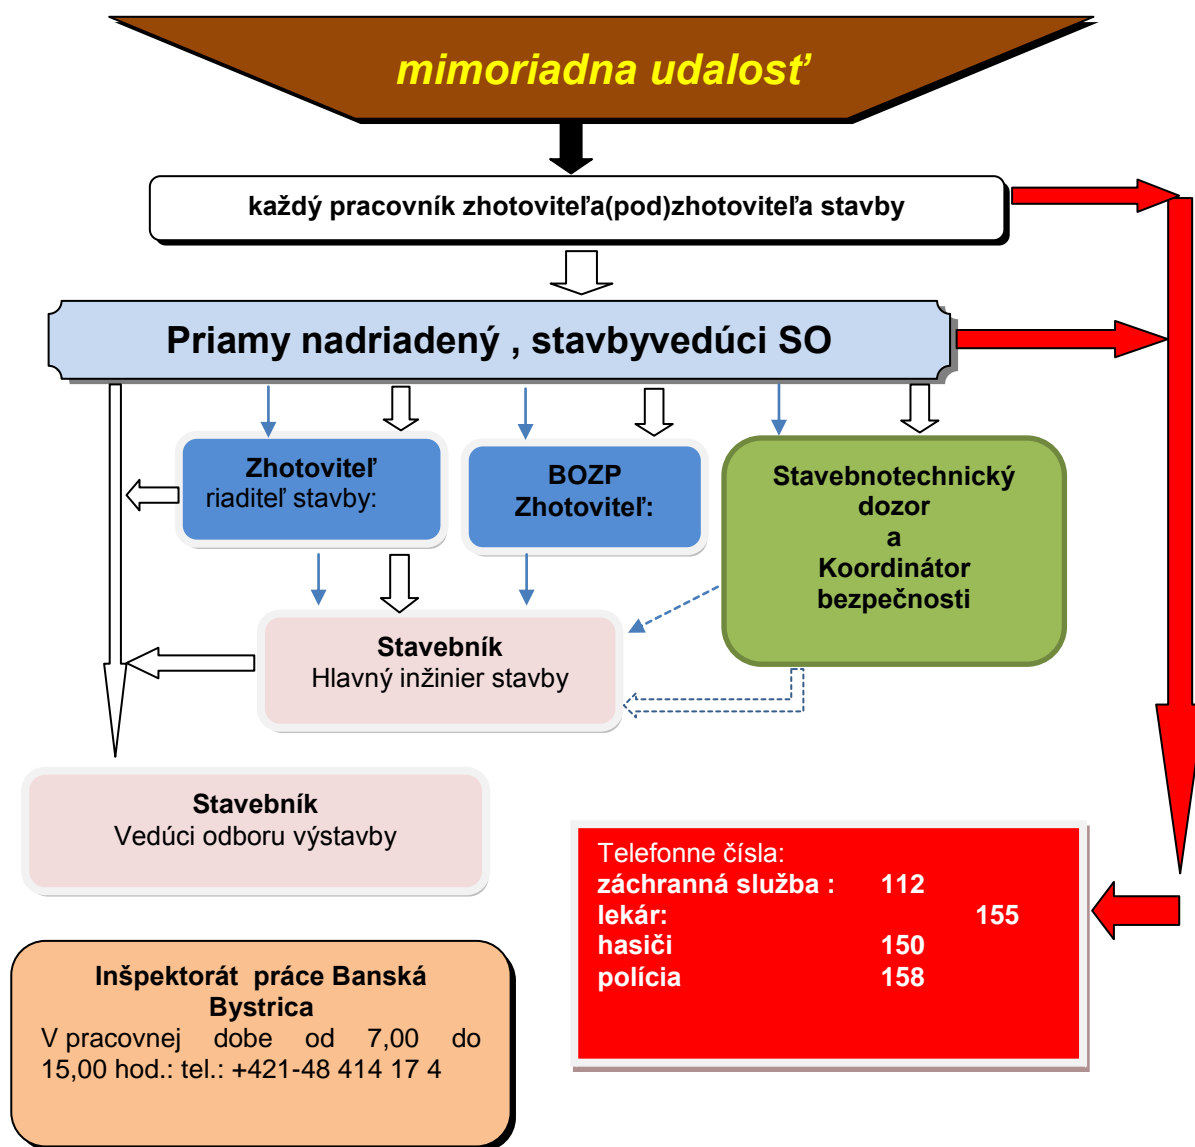 mimoriadna udalosť
každý pracovník zhotoviteľa(pod)zhotoviteľa stavby
Priamy nadriadený , stavbyvedúci SO
Zhotoviteľ
riaditeľ stavby:
BOZP
Zhotoviteľ:
Stavebnotechnický
dozor
a
Koordinátor
bezpečnosti
Stavebník
Hlavný inžinier stavby
Stavebník
Vedúci odboru výstavby
Telefonne čísla:
záchranná služba : 112
lekár: 155
hasiči 150
polícia 158
Inšpektorát práce Banská
Bystrica
V pracovnej dobe od 7,00 do
15,00 hod.: tel.: +421-48 414 17 4